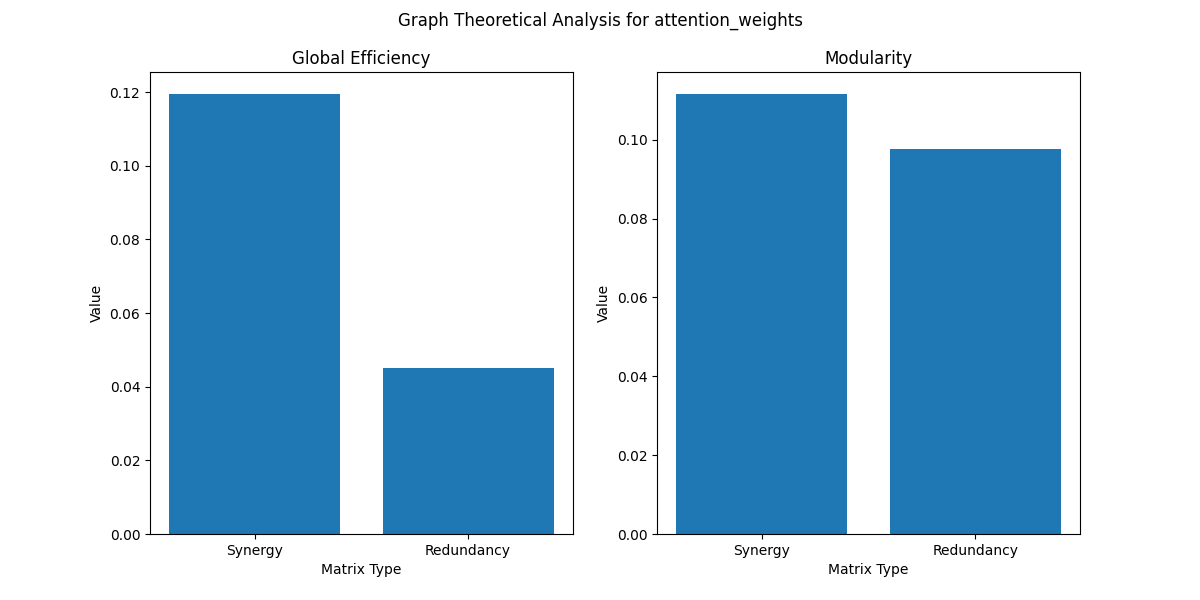 Graph Theoretical Analysis for attention_weights
Global Efficiency
0.12
0.10
0.08
0.06
0.04
0.02
0.00
Value
Synergy Redundancy
Matrix Type
Modularity
0.10
0.08
0.06
0.04
0.02
0.00
Value
Synergy Redundancy
Matrix Type